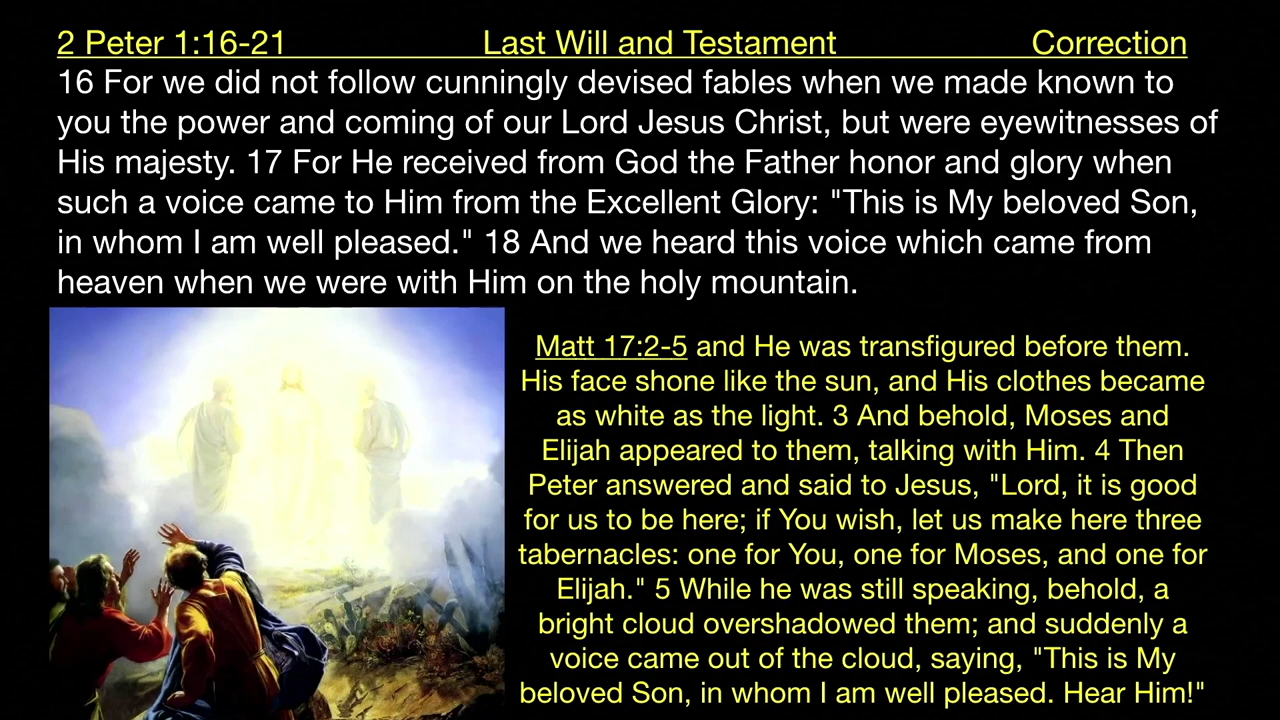 2 Peter 1:16-21 Last Will and Testament Correction
16 For we did not follow cunningly devised fables when we made known to
you the power and coming of our Lord Jesus Christ, but were eyewitnesses of
His majesty. 17 For He received from God the Father honor and glory when
such a voice came to Him from the Excellent Glory: "This is My beloved Son,
in whom I am well pleased." 18 And we heard this voice which came from
heaven when we were with Him on the holy mountain.
Matt 17:2-5 and He was transfigured before them.
His face shone like the sun, and His clothes became
as white as the light. 3 And behold, Moses and
Elijah appeared to them, talking with Him. 4 Then
Peter answered and said to Jesus, "Lord, it is good
for us to be here; if You wish, let us make here three
tabernacles: one for You, one for Moses, and one for
Elijah." 5 While he was still speaking, behold, a
bright cloud overshadowed them; and suddenly a
voice came out of the cloud, saying, "This is My
beloved Son, in whom I am well pleased. Hear Him!"